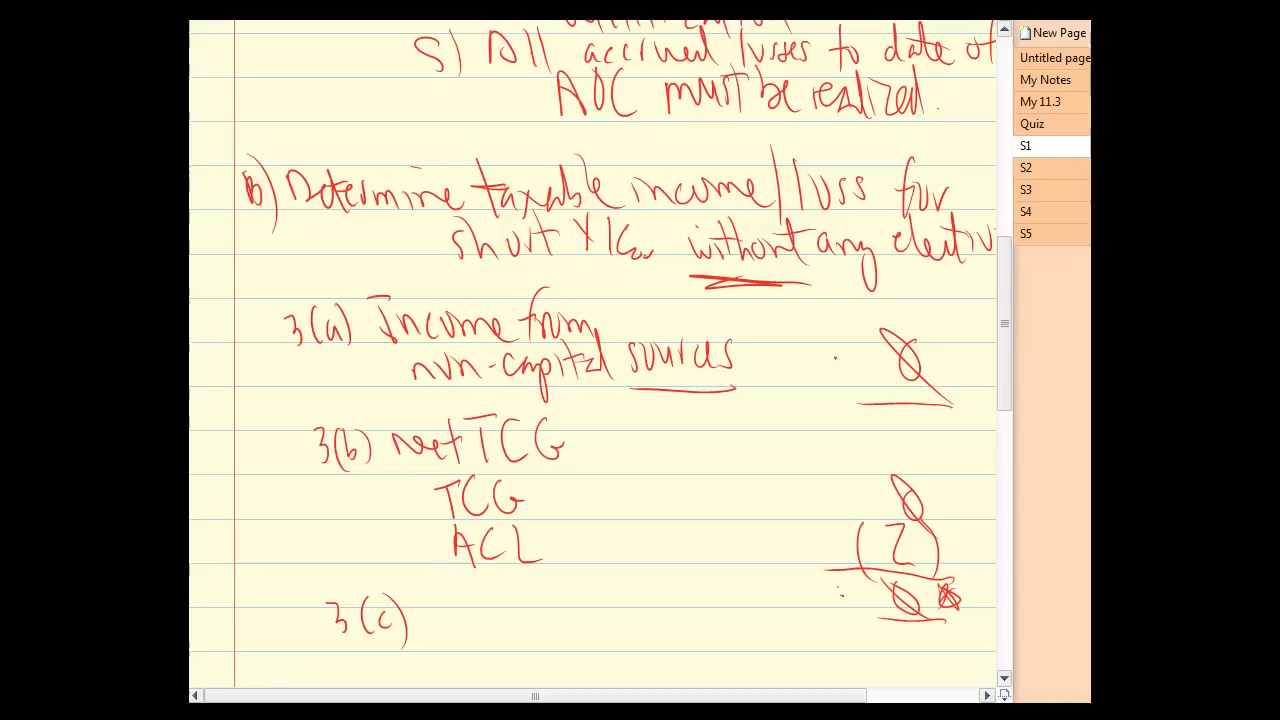 5) All accrued losses to date of
AOC must be realized.
b) Determine taxable income/loss for
short YE without any
3(a) Income from
non-capital sources Ø
3(b) net TCG
TCG Ø
ACL (2)
Ø *
3(c)
New Page
Untitled page
My Notes
My 11.3
Quiz
S1
S2
S3
S4
S5